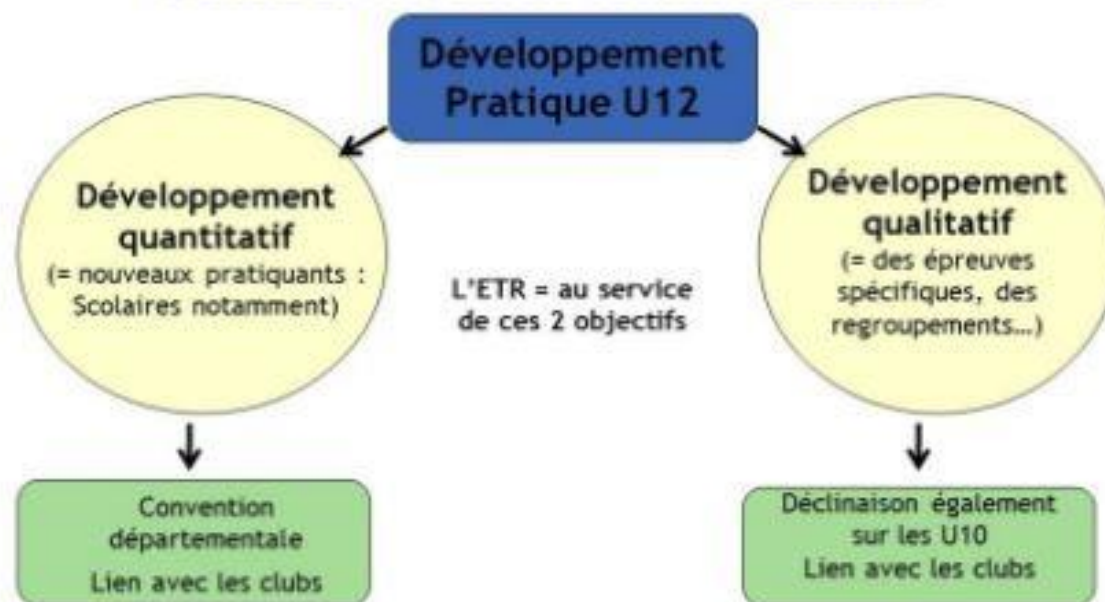 Développement
Pratique U12
Développement
quantitatif
(= nouveaux pratiquants :
Scolaires notamment)
L'ETR = au service
de ces 2 objectifs
Développement
qualitatif
(= des épreuves
spécifiques, des
regroupements...)
Convention
départementale
Lien avec les clubs
Déclinaison également
sur les U10
Lien avec les clubs